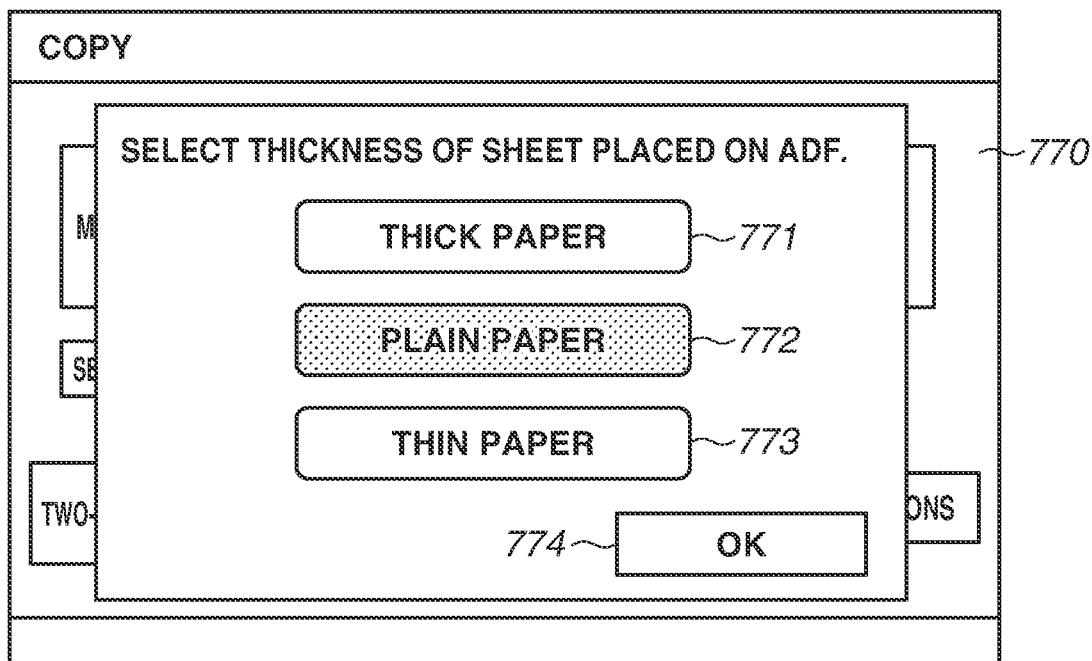 COPY
SELECT THICKNESS OF SHEET PLACED ON ADF.
770
THICK PAPER 771
PLAIN PAPER 772
THIN PAPER 773
TWO-
ONS
774 OK